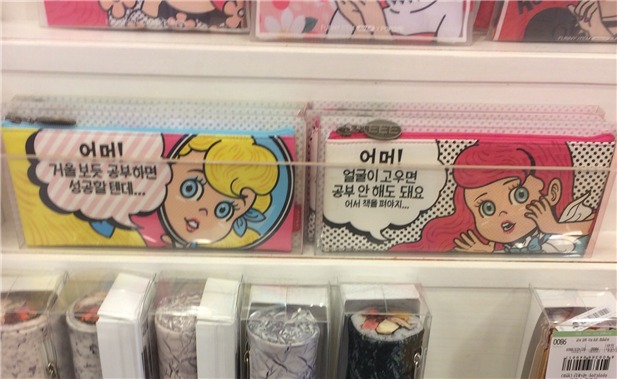 어머!
거울 보듯 공부하면
성공할 텐데...
어머!
얼굴이 고우면
공부 안 해도 돼요
어서 책을 펴야지...